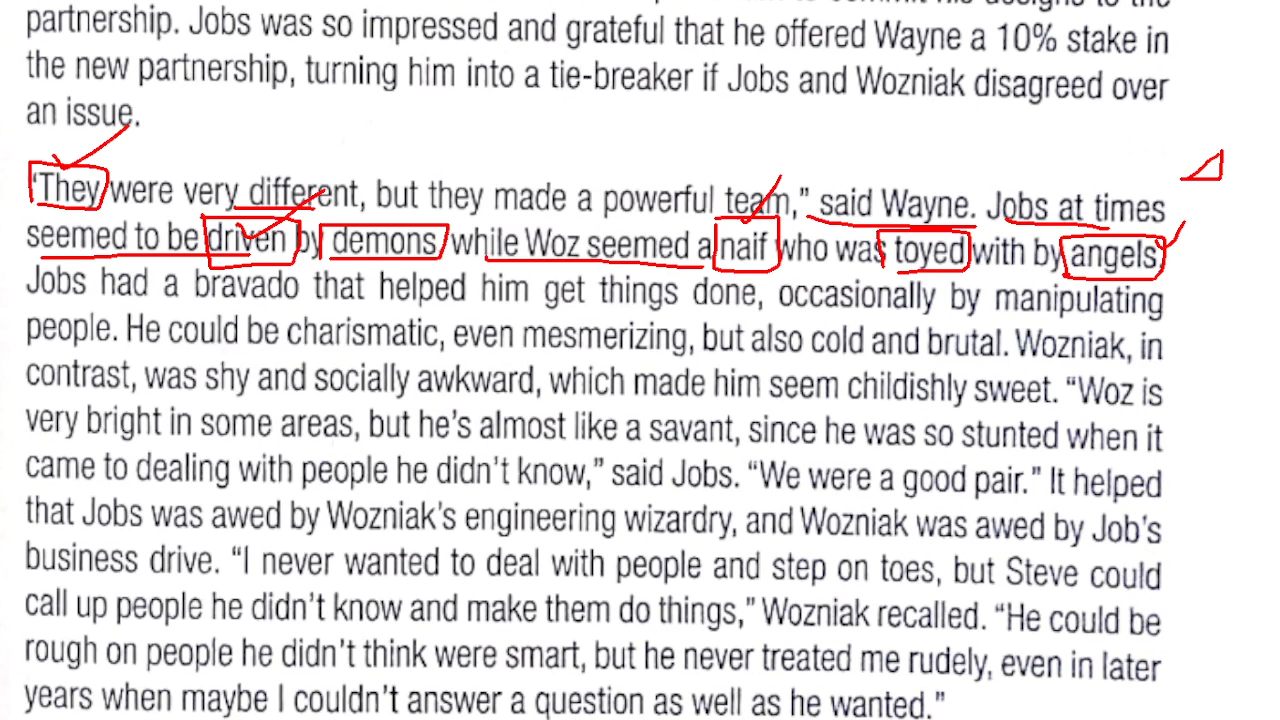 partnership. Jobs was so impressed and grateful that he offered Wayne a 10% stake in
the new partnership, turning him into a tie-breaker if Jobs and Wozniak disagreed over
an issue.
‘They were very different, but they made a powerful team,” said Wayne. Jobs at times
seemed to be driven by demons while Woz seemed a naif who was toyed with by angels
Jobs had a bravado that helped him get things done, occasionally by manipulating
people. He could be charismatic, even mesmerizing, but also cold and brutal. Wozniak, in
contrast, was shy and socially awkward, which made him seem childishly sweet. “Woz is
very bright in some areas, but he’s almost like a savant, since he was so stunted when it
came to dealing with people he didn’t know,” said Jobs. “We were a good pair.” It helped
that Jobs was awed by Wozniak’s engineering wizardry, and Wozniak was awed by Job’s
business drive. “I never wanted to deal with people and step on toes, but Steve could
call up people he didn’t know and make them do things,” Wozniak recalled. “He could be
rough on people he didn’t think were smart, but he never treated me rudely, even in later
years when maybe I couldn’t answer a question as well as he wanted.”